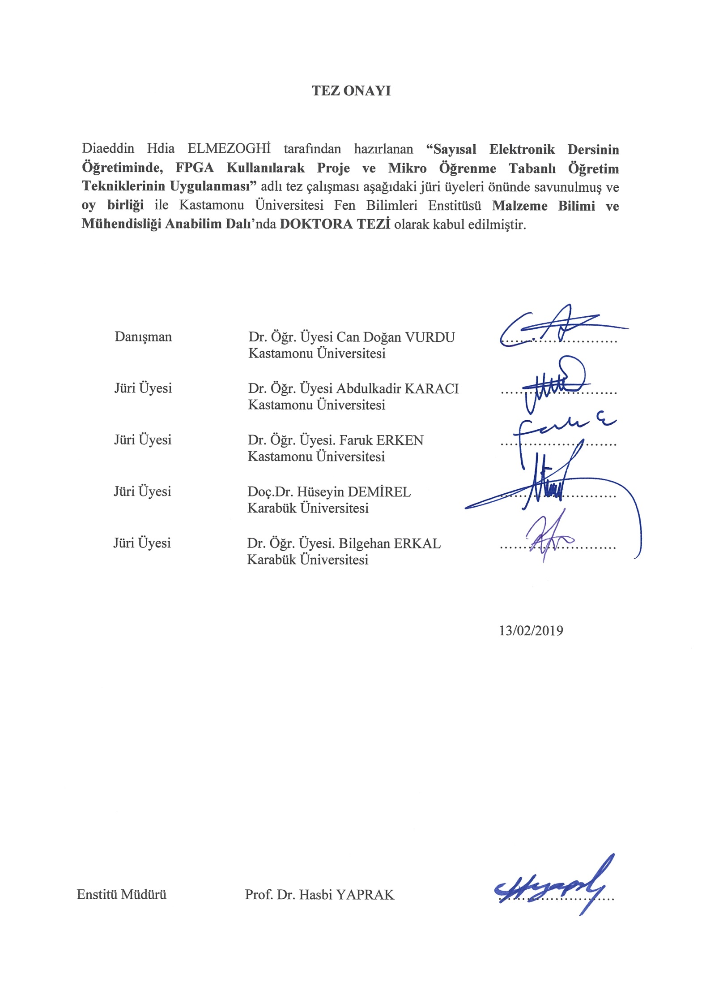 TEZ ONAYI
Diaeddin Hdia ELMEZOGHİ tarafından hazırlanan “Sayısal Elektronik Dersinin
Öğretiminde, FPGA Kullanılarak Proje ve Mikro Öğrenme Tabanlı Öğretim
Tekniklerinin Uygulanması” adlı tez çalışması aşağıdaki jüri üyeleri önünde savunulmuş ve
oy birliği ile Kastamonu Üniversitesi Fen Bilimleri Enstitüsü Malzeme Bilimi ve
Mühendisliği Anabilim Dalı’nda DOKTORA TEZİ olarak kabul edilmiştir.
Danışman Dr. Öğr. Üyesi Can Doğan VURDU ..........................
Kastamonu Üniversitesi
Jüri Üyesi Dr. Öğr. Üyesi Abdulkadir KARACI ..........................
Kastamonu Üniversitesi
Jüri Üyesi Dr. Öğr. Üyesi. Faruk ERKEN ..........................
Kastamonu Üniversitesi
Jüri Üyesi Doç.Dr. Hüseyin DEMİREL ..........................
Karabük Üniversitesi
Jüri Üyesi Dr. Öğr. Üyesi. Bilgehan ERKAL ..........................
Karabük Üniversitesi
13/02/2019
Enstitü Müdürü Prof. Dr. Hasbi YAPRAK ..........................